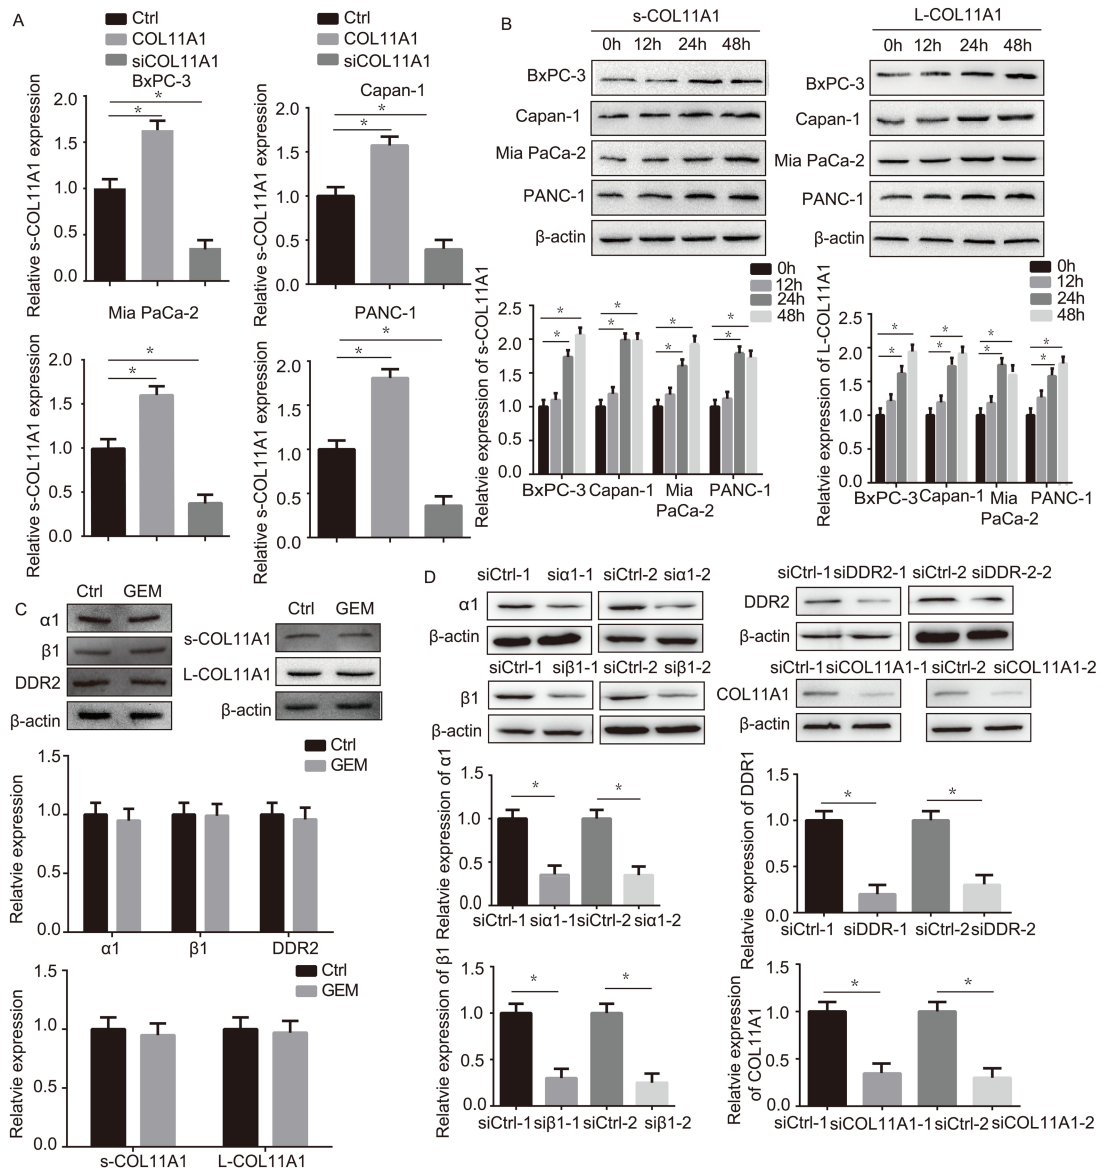 A
Ctrl
COL11A1
siCOL11A1
BxPC-3
Relative s-COL11A1 expression
2.0
1.5
1.0
0.5
0.0
*
*
Ctrl
COL11A1
siCOL11A1
Capan-1
Relative s-COL11A1 expression
2.0
1.5
1.0
0.5
0.0
*
*
Mia PaCa-2
Relative s-COL11A1 expression
2.0
1.5
1.0
0.5
0.0
*
*
PANC-1
Relative s-COL11A1 expression
2.0
1.5
1.0
0.5
0.0
*
*
B
s-COL11A1
0h 12h 24h 48h
BxPC-3
Capan-1
Mia PaCa-2
PANC-1
β-actin
L-COL11A1
0h 12h 24h 48h
BxPC-3
Capan-1
Mia PaCa-2
PANC-1
β-actin
0h
12h
24h
48h
Relatvie expression of s-COL11A1
2.5
2.0
1.5
1.0
0.5
0.0
* * * *
* * * *
BxPC-3 Capan-1 Mia PANC-1
PaCa-2
0h
12h
24h
48h
Relatvie expression of L-COL11A1
2.5
2.0
1.5
1.0
0.5
0.0
* * * *
* * * *
BxPC-3 Capan-1 Mia PANC-1
PaCa-2
C
Ctrl GEM
α1
β1
DDR2
β-actin
Ctrl GEM
s-COL11A1
L-COL11A1
β-actin
Ctrl
GEM
Relatvie expression
1.5
1.0
0.5
0.0
α1 β1 DDR2
Ctrl
GEM
Relatvie expression
1.5
1.0
0.5
0.0
s-COL11A1 L-COL11A1
D
siCtrl-1 siα1-1 siCtrl-2 siα1-2
α1
β-actin
siCtrl-1 siβ1-1 siCtrl-2 siβ1-2
β1
β-actin
siCtrl-1 siDDR2-1 siCtrl-2 siDDR-2-2
DDR2
β-actin
siCtrl-1 siCOL11A1-1 siCtrl-2 siCOL11A1-2
COL11A1
β-actin
Relatvie expression of α1
1.5
1.0
0.5
0.0
* *
siCtrl-1 siα1-1 siCtrl-2 siα1-2
Relatvie expression of DDR1
1.5
1.0
0.5
0.0
* *
siCtrl-1 siDDR-1 siCtrl-2 siDDR-2
Relatvie expression of β1
1.5
1.0
0.5
0.0
* *
siCtrl-1 siβ1-1 siCtrl-2 siβ1-2
Relatvie expression
of COL11A1
1.5
1.0
0.5
0.0
* *
siCtrl-1 siCOL11A1-1 siCtrl-2 siCOL11A1-2